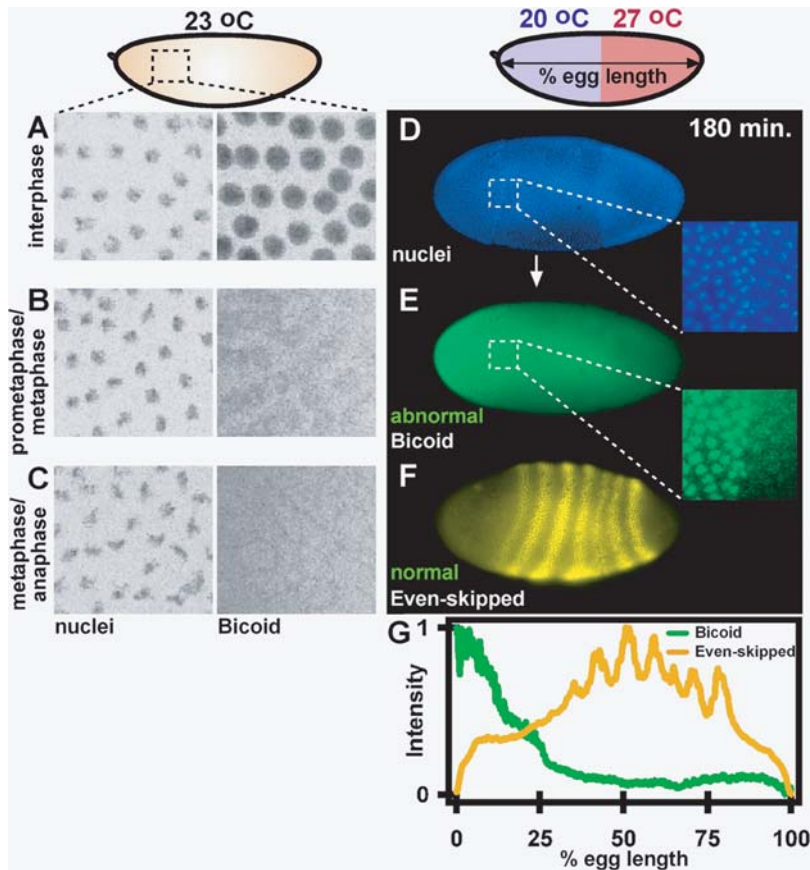 23 oC
20 oC 27 oC
% egg length
A
interphase
B
prometaphase/
metaphase
C
metaphase/
anaphase
nuclei Bicoid
D
180 min.
nuclei
E
abnormal
Bicoid
F
normal
Even-skipped
G
1
Intensity
0
Bicoid
Even-skipped
0 25 50 75 100
% egg length